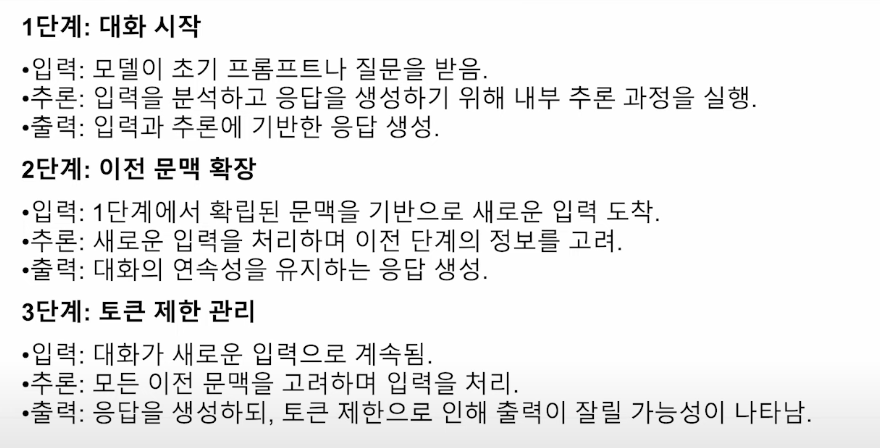 1단계: 대화 시작
•입력: 모델이 초기 프롬프트나 질문을 받음.
•추론: 입력을 분석하고 응답을 생성하기 위해 내부 추론 과정을 실행.
•출력: 입력과 추론에 기반한 응답 생성.
2단계: 이전 문맥 확장
•입력: 1단계에서 확립된 문맥을 기반으로 새로운 입력 도착.
•추론: 새로운 입력을 처리하며 이전 단계의 정보를 고려.
•출력: 대화의 연속성을 유지하는 응답 생성.
3단계: 토큰 제한 관리
•입력: 대화가 새로운 입력으로 계속됨.
•추론: 모든 이전 문맥을 고려하며 입력을 처리.
•출력: 응답을 생성하되, 토큰 제한으로 인해 출력이 잘릴 가능성이 나타남.